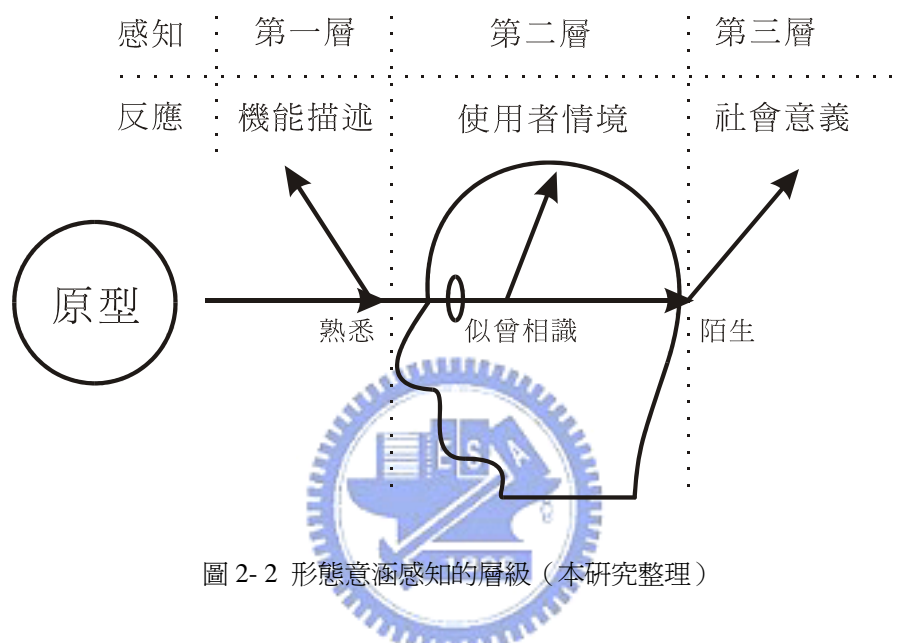 感知 第一層 第二層 第三層
反應 機能描述 使用者情境 社會意義
原型
熟悉 似曾相識 陌生
ESA
1896
圖 2- 2 形態意涵感知的層級（本研究整理）